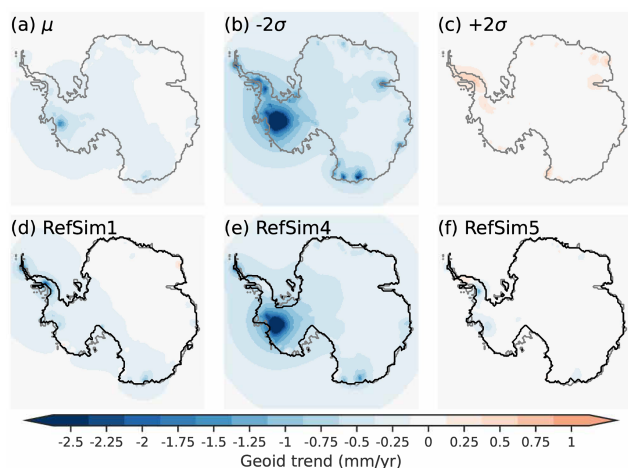 (a) μ
(b) -2σ
(c) +2σ
(d) RefSim1
(e) RefSim4
(f) RefSim5
-2.5 -2.25 -2 -1.75 -1.5 -1.25 -1 -0.75 -0.5 -0.25 0 0.25 0.5 0.75 1
Geoid trend (mm/yr)